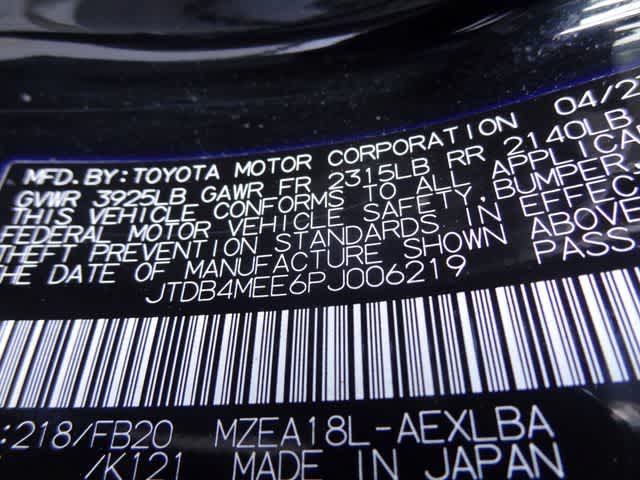 MFD.BY:TOYOTA MOTOR CORPORATION 04/2
GVWR 3925LB GAWR FR 2315LB RR 2140LB
THIS VEHICLE CONFORMS TO ALL APPLICA
FEDERAL MOTOR VEHICLE SAFETY, BUMPER,
THEFT PREVENTION STANDARDS IN EFFEC
THE DATE OF MANUFACTURE SHOWN ABOVE
JTDB4MEE6PJ006219 PASS
:218/FB20 MZEA18L-AEXLBA
/K121 MADE IN JAPAN